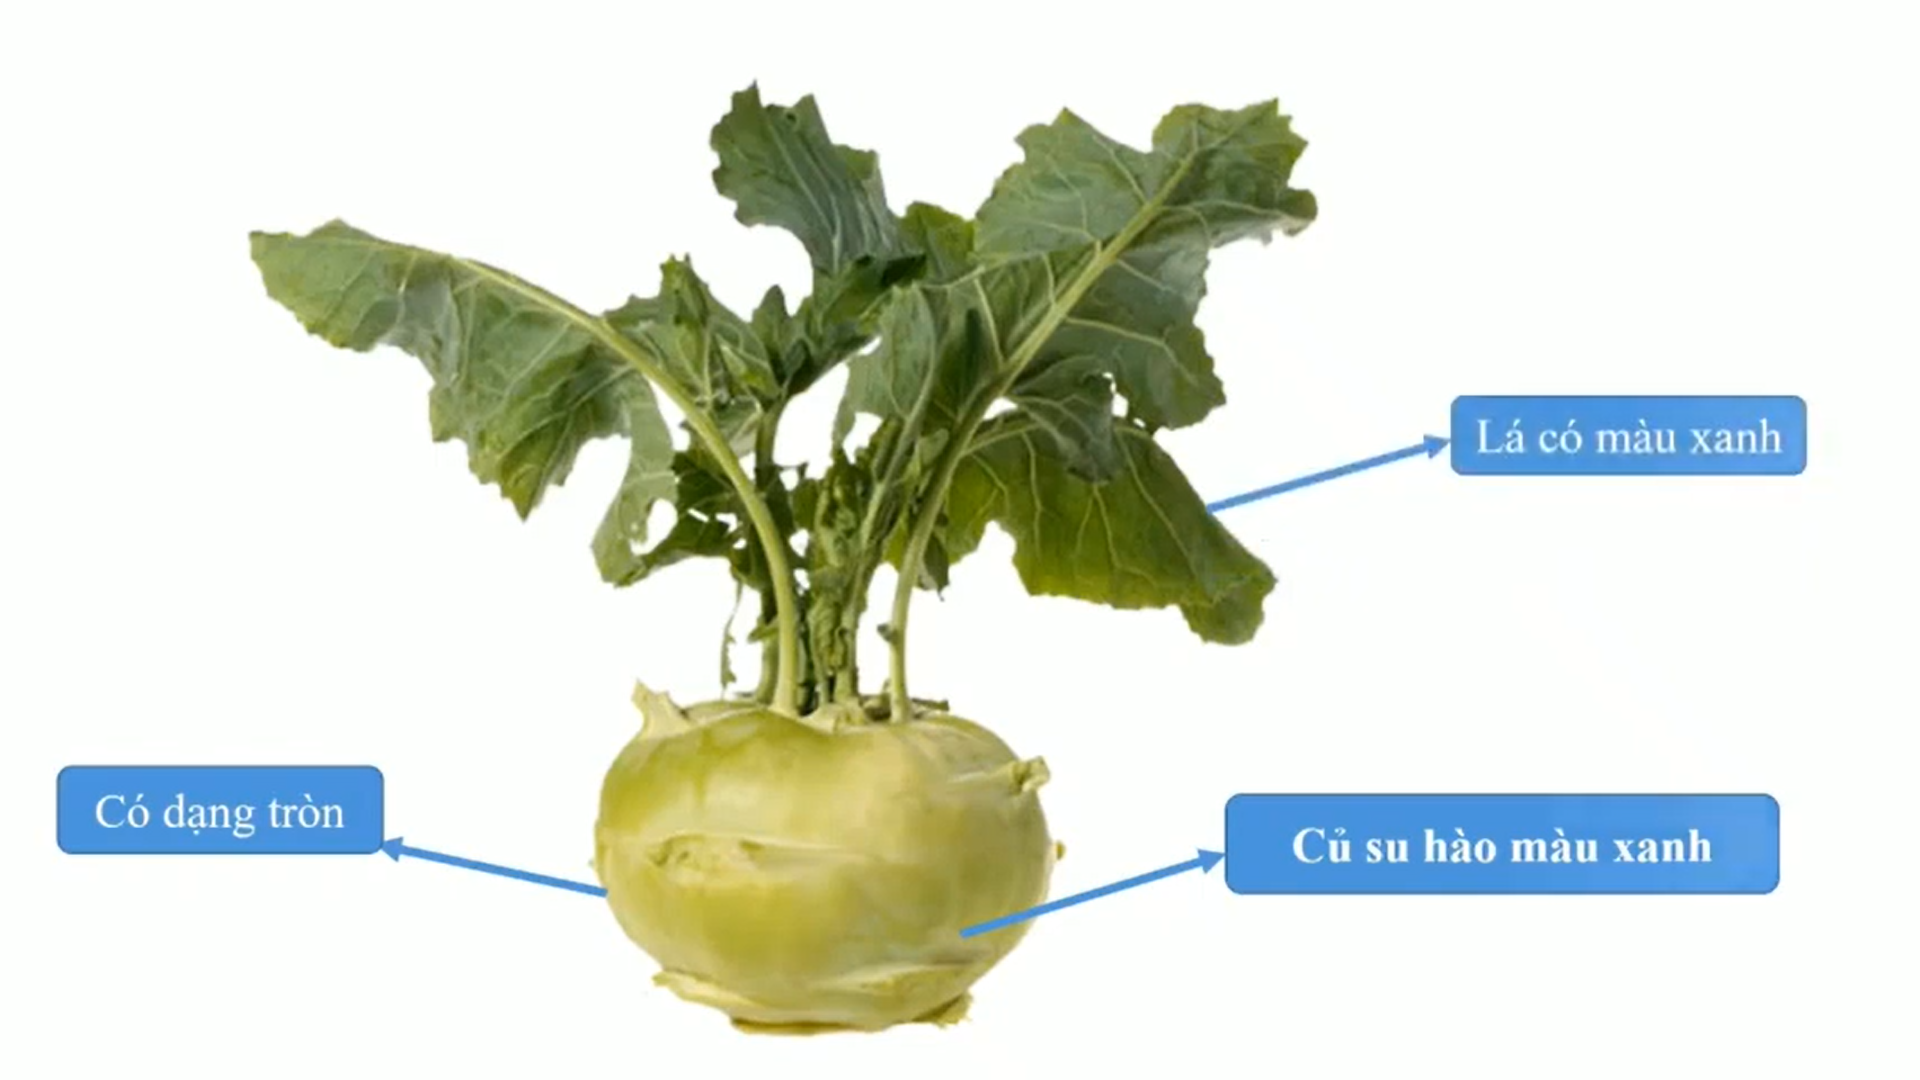 Lá có màu xanh
Có dạng tròn
Củ su hào màu xanh